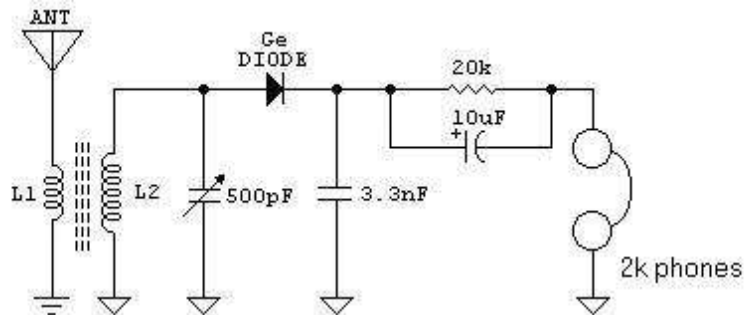 ANT
Ge
DIODE
20k
10uF
+
L1
L2
500pF
3.3nF
2k phones